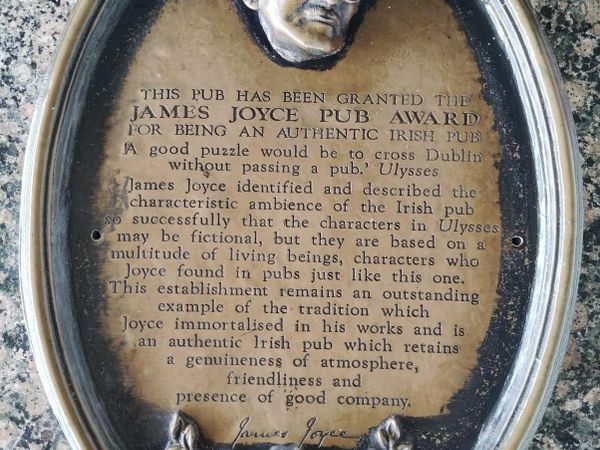 THIS PUB HAS BEEN GRANTED THE
JAMES JOYCE PUB AWARD
FOR BEING AN AUTHENTIC IRISH PUB
'A good puzzle would be to cross Dublin
without passing a pub.' Ulysses
James Joyce identified and described the
characteristic ambience of the Irish pub
so successfully that the characters in Ulysses
may be fictional, but they are based on a
multitude of living beings, characters who
Joyce found in pubs just like this one.
This establishment remains an outstanding
example of the tradition which
Joyce immortalised in his works and is
an authentic Irish pub which retains
a genuineness of atmosphere,
friendliness and
presence of good company.
James Joyce